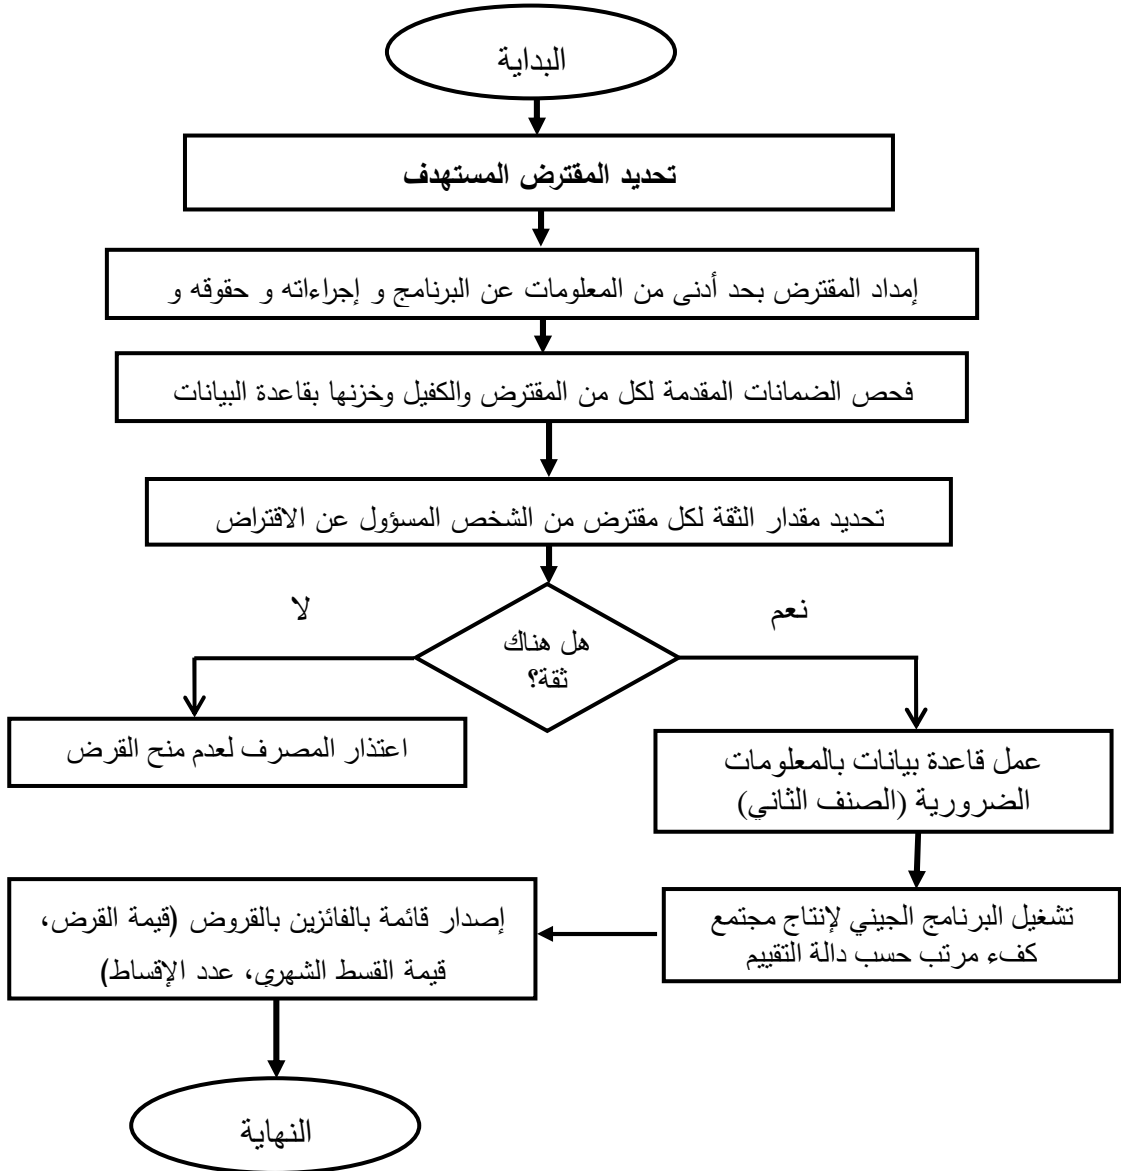 البداية
تحديد المقترض المستهدف
إمداد المقترض بحد أدنى من المعلومات عن البرنامج و إجراءاته و حقوقه و
فحص الضمانات المقدمة لكل من المقترض والكفيل وخزنها بقاعدة البيانات
تحديد مقدار الثقة لكل مقترض من الشخص المسؤول عن الاقتراض
نعم
لا
هل هناك
ثقة؟
اعتذار المصرف لعدم منح القرض
عمل قاعدة بيانات بالمعلومات
الضرورية (الصنف الثاني)
تشغيل البرنامج الجيني لإنتاج مجتمع
كفء مرتب حسب دالة التقييم
إصدار قائمة بالفائزين بالقروض (قيمة القرض،
قيمة القسط الشهري، عدد الإقساط)
النهاية